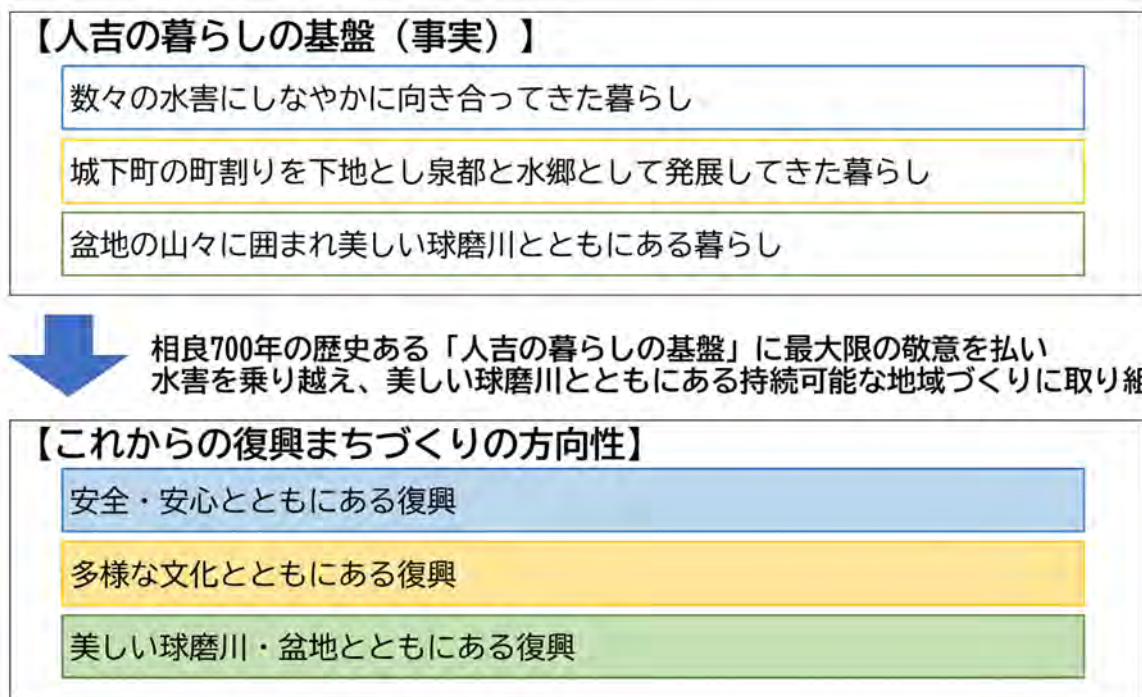 【人吉の暮らしの基盤（事実）】
数々の水害にしなやかに向き合ってきた暮らし
城下町の町割りを下地とし泉都と水郷として発展してきた暮らし
盆地の山々に囲まれ美しい球磨川とともにある暮らし
相良700年の歴史ある「人吉の暮らしの基盤」に最大限の敬意を払い
水害を乗り越え、美しい球磨川とともにある持続可能な地域づくりに取り組
【これからの復興まちづくりの方向性】
安全・安心とともにある復興
多様な文化とともにある復興
美しい球磨川・盆地とともにある復興